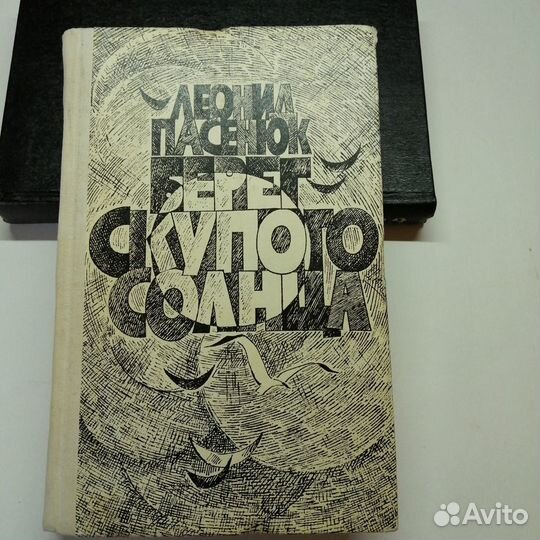 ЛЕОНИД
ПАСЕНЮК
БЕРЕГ
СКУПОГО
СОЛНЦА
Avito